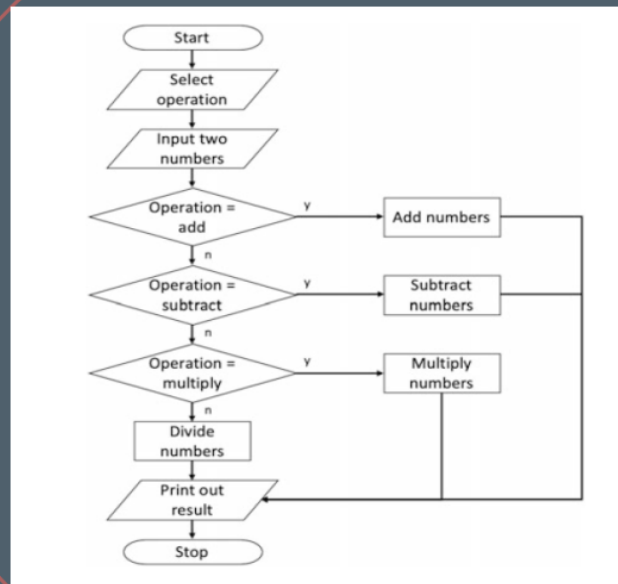 Start
Select
operation
Input two
numbers
Operation =
add
y
Add numbers
n
Operation =
subtract
y
Subtract
numbers
n
Operation =
multiply
y
Multiply
numbers
n
Divide
numbers
Print out
result
Stop